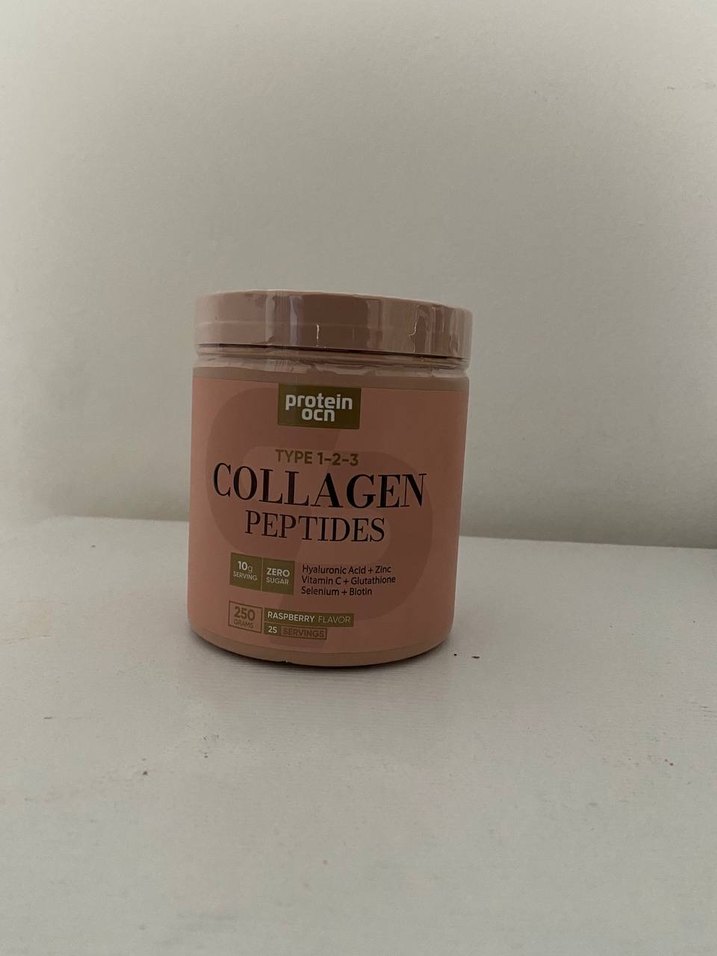 protein
ocn
TYPE 1-2-3
COLLAGEN
PEPTIDES
10g
SERVING
ZERO
SUGAR
Hyaluronic Acid + Zinc
Vitamin C + Glutathione
Selenium + Biotin
250
GRAMS
RASPBERRY FLAVOR
25 SERVINGS